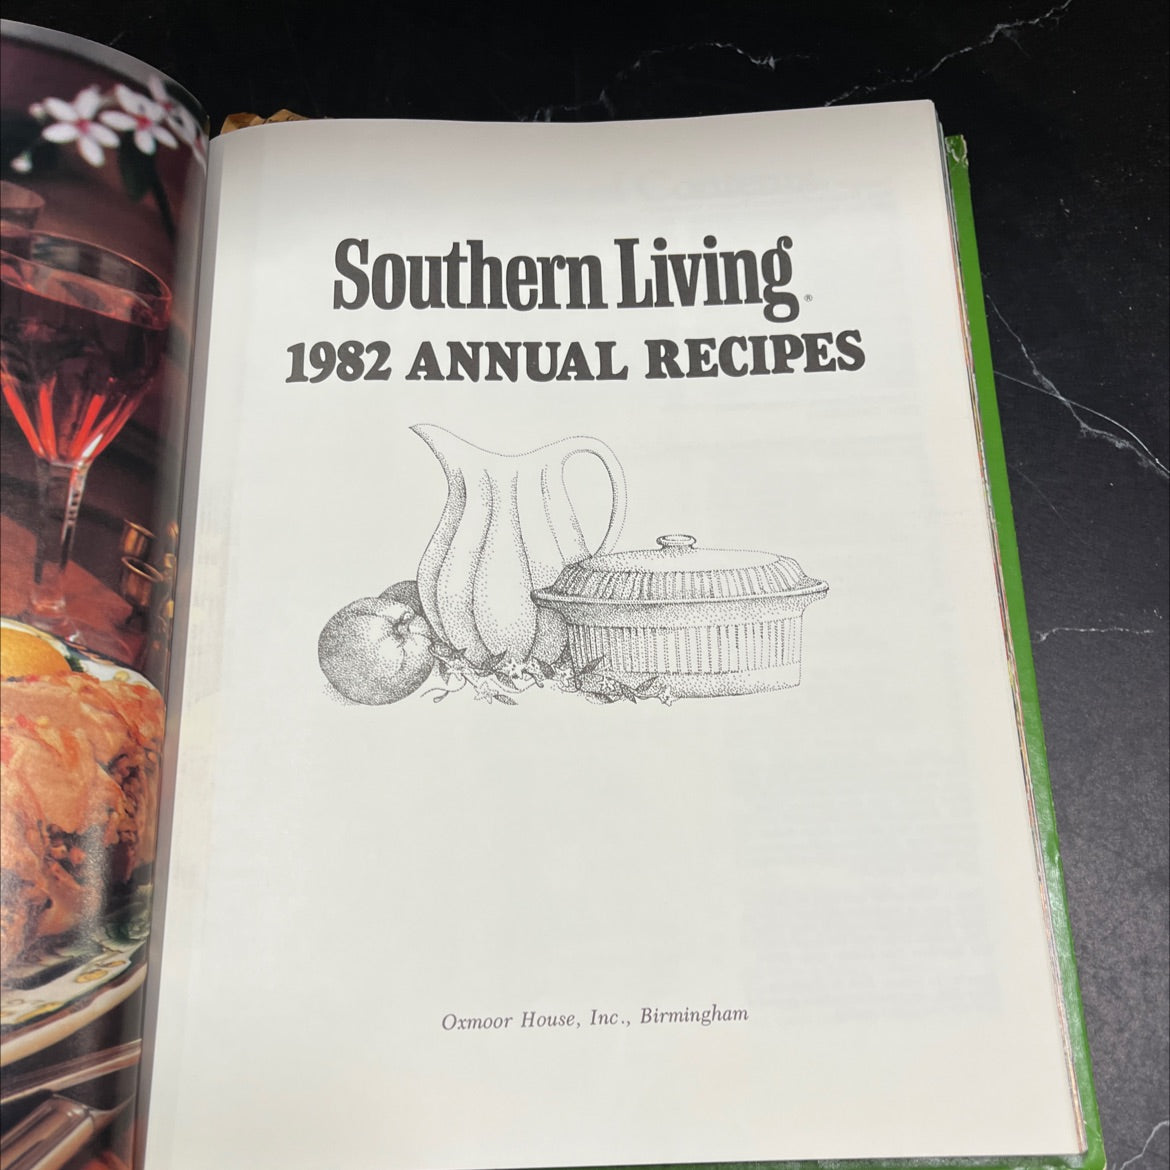 Southern Living®
1982 ANNUAL RECIPES
Oxmoor House, Inc., Birmingham